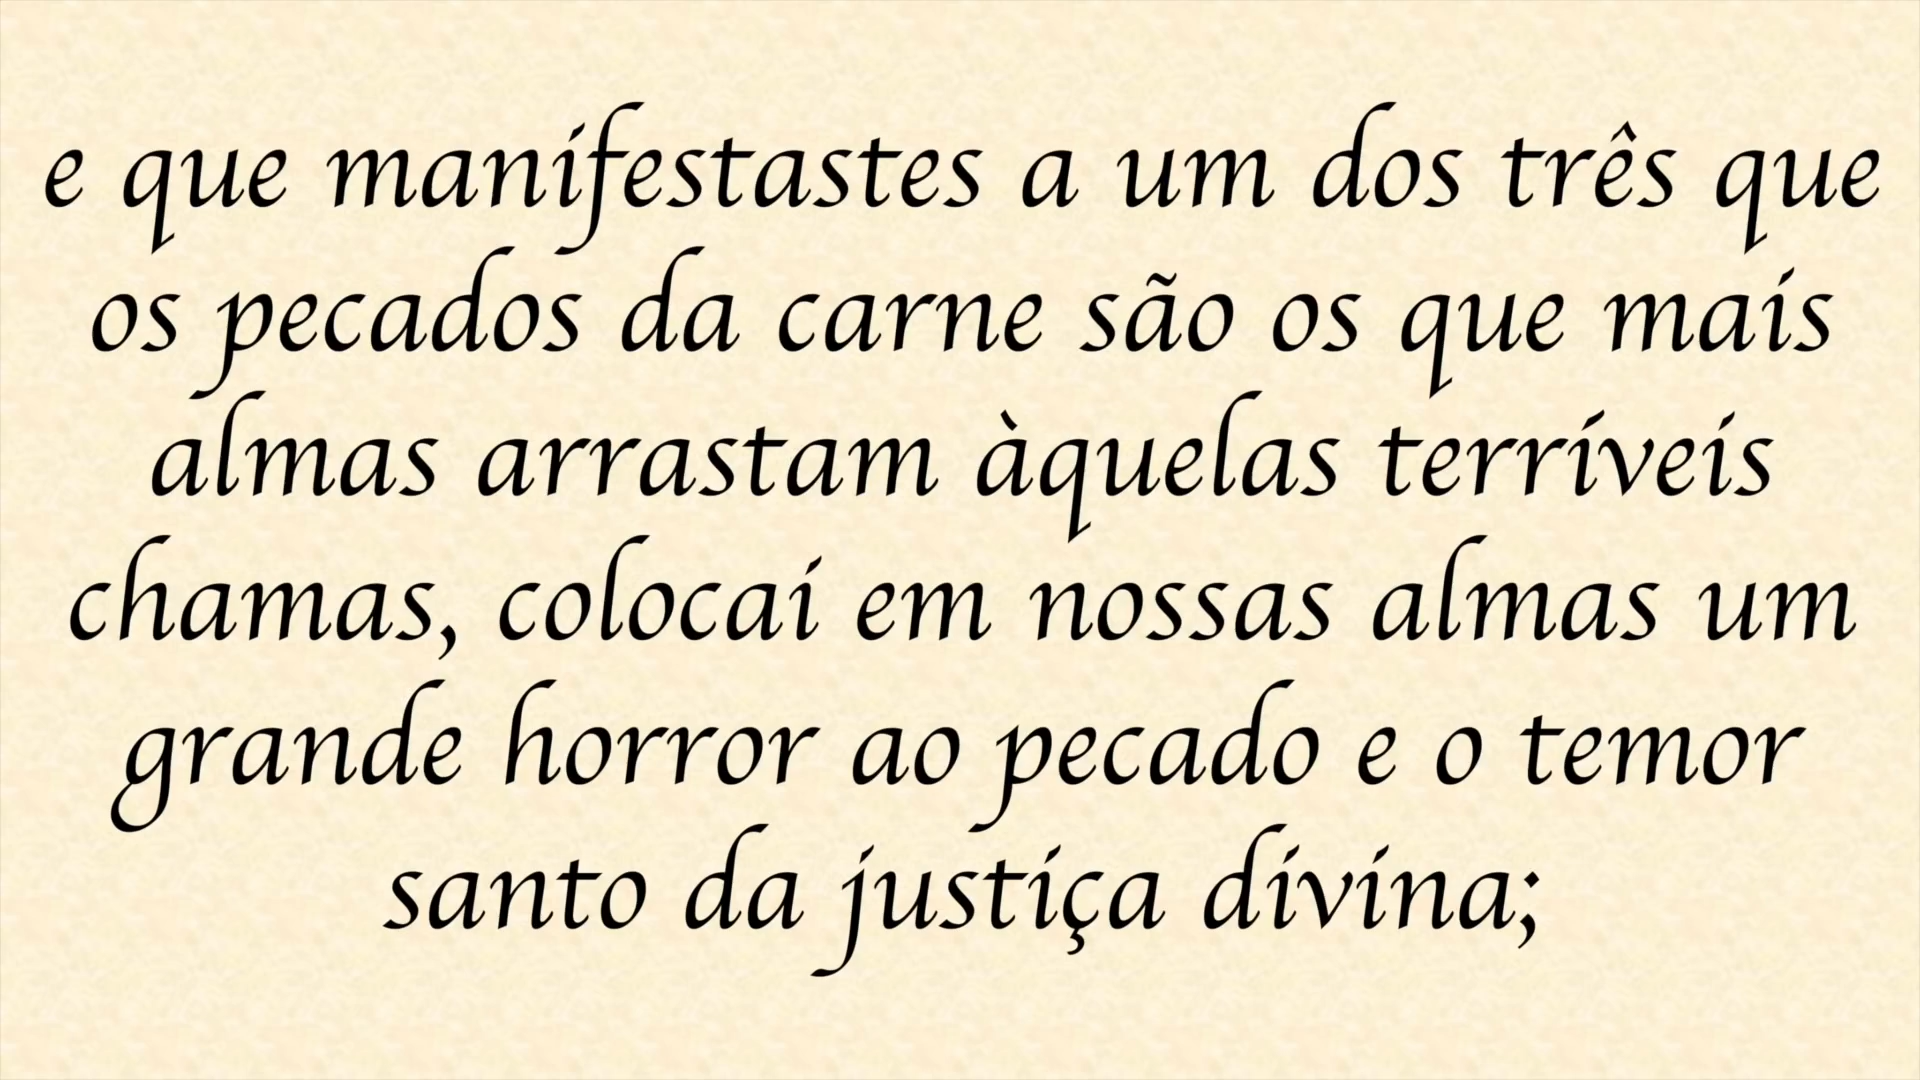 e que manifestastes a um dos três que
os pecados da carne são os que mais
almas arrastam àquelas terríveis
chamas, colocai em nossas almas um
grande horror ao pecado e o temor
santo da justiça divina;